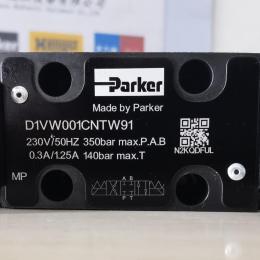 Parker
Made by Parker
D1VW001CNTW91
230V/50HZ 350bar max.P.A.B
0.3A/1.25A 140bar max.T
N2KQDFUL
MP
A B
P T